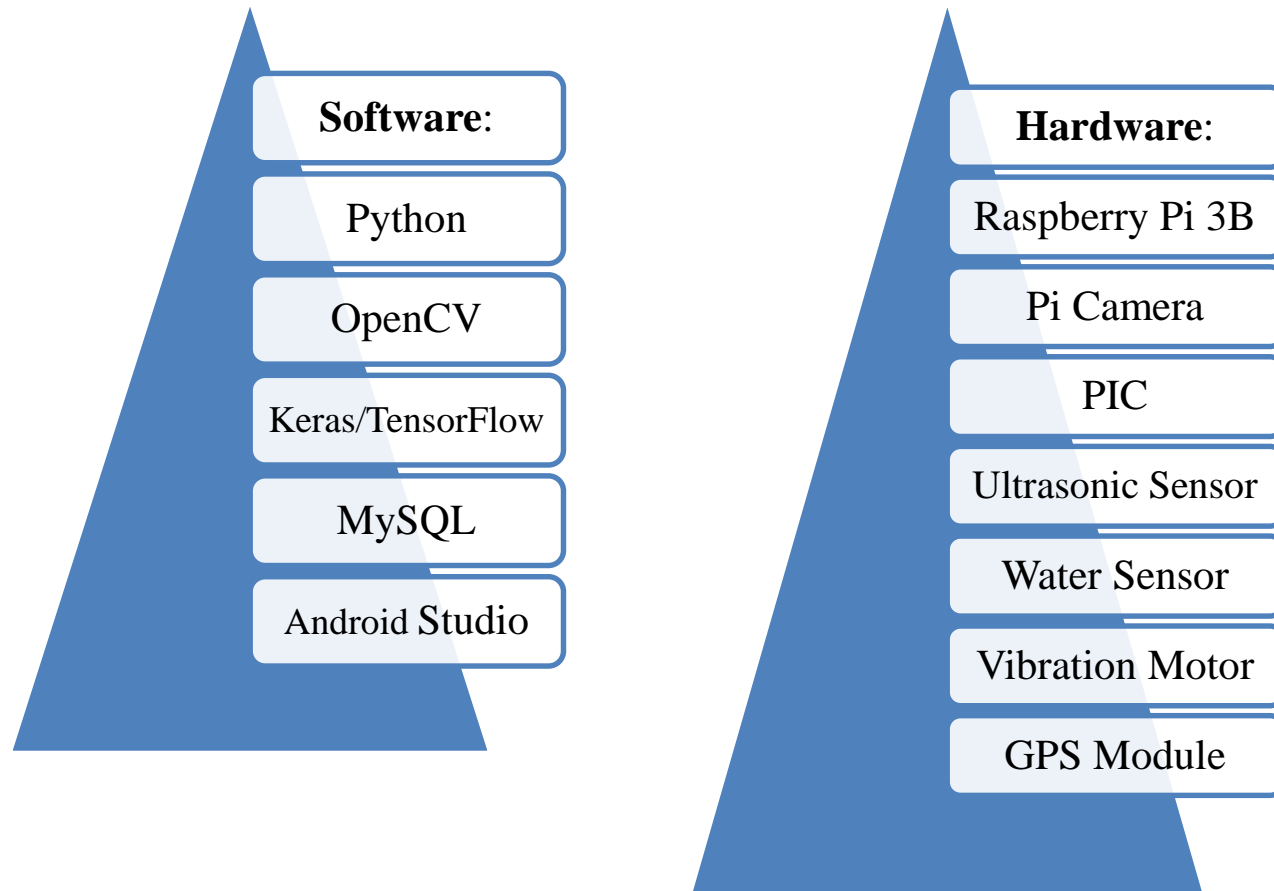 Software:
Python
OpenCV
Keras/TensorFlow
MySQL
Android Studio
Hardware:
Raspberry Pi 3B
Pi Camera
PIC
Ultrasonic Sensor
Water Sensor
Vibration Motor
GPS Module